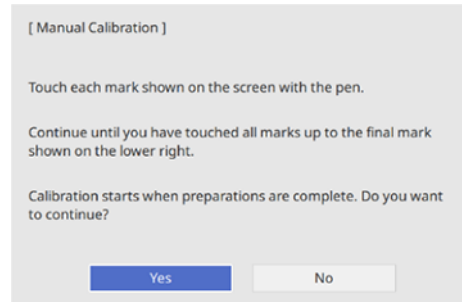 [ Manual Calibration ]
Touch each mark shown on the screen with the pen.
Continue until you have touched all marks up to the final mark
shown on the lower right.
Calibration starts when preparations are complete. Do you want
to continue?
Yes
No